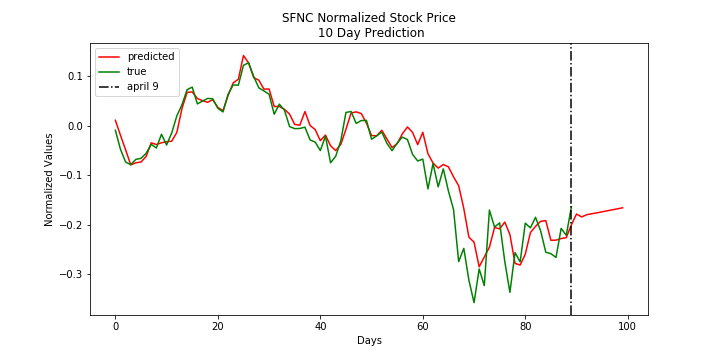 SFNC Normalized Stock Price
10 Day Prediction
predicted
true
april 9
0.1
0.0
−0.1
−0.2
−0.3
Normalized Values
0 20 40 60 80 100
Days